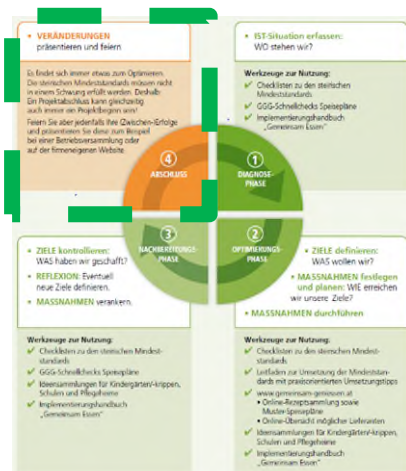 • VERÄNDERUNGEN
präsentieren und feiern
Es findet sich immer etwas zum Optimieren.
Die steirischen Mindeststandards müssen nicht
in einem Schwung erfüllt werden. Deshalb:
Ein Projektabschluss kann gleichzeitig
auch immer ein Projektbeginn sein!
Feiern Sie aber jedenfalls Ihre (Zwischen-)Erfolge
und präsentieren Sie diese zum Beispiel
bei einer Betriebsversammlung oder
auf der firmeneigenen Website.
• IST-Situation erfassen:
WO stehen wir?
Werkzeuge zur Nutzung:
✓ Checklisten zu den steirischen
Mindeststandards
✓ GGG-Schnellchecks Speisepläne
✓ Implementierungshandbuch
„Gemeinsam Essen“
4
ABSCHLUSS
1
DIAGNOSE-
PHASE
3
NACHBEREITUNGS-
PHASE
2
OPTIMIERUNGS-
PHASE
• ZIELE kontrollieren:
WAS haben wir geschafft?
• REFLEXION: Eventuell
neue Ziele definieren.
• MASSNAHMEN verankern.
Werkzeuge zur Nutzung:
✓ Checklisten zu den steirischen Mindest-
standards
✓ GGG-Schnellchecks Speisepläne
✓ Ideensammlungen für Kindergärten/-krippen,
Schulen und Pflegeheime
✓ Implementierungshandbuch
„Gemeinsam Essen“
• ZIELE definieren:
WAS wollen wir?
• MASSNAHMEN festlegen
und planen: WIE erreichen
wir unsere Ziele?
• MASSNAHMEN durchführen
Werkzeuge zur Nutzung:
✓ Checklisten zu den steirischen Mindest-
standards
✓ Leitfaden zur Umsetzung der Mindeststan-
dards mit praxisorientierten Umsetzungstipps
✓ www.gemeinsam-geniessen.at
• Online-Rezeptsammlung sowie
Muster-Speisepläne
• Online-Übersicht möglicher Lieferanten
✓ Ideensammlungen für Kindergärten/-krippen,
Schulen und Pflegeheime
✓ Implementierungshandbuch
„Gemeinsam Essen“